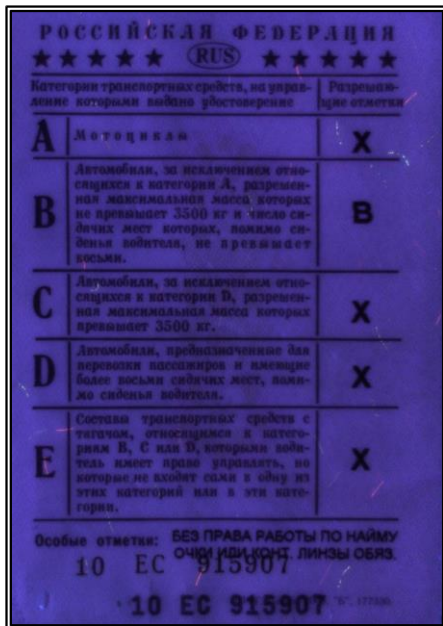 РОССИЙСКАЯ ФЕДЕРАЦИЯ
★★★★★ RUS ★★★★★
Категории транспортных средств, на управ- Разрешаю-
ление которыми выдано удостоверение щие отметки
A Мотоциклы X
Автомобили, за исключением отно-
сящихся к категории A, разрешен-
ная максимальная масса которых
не превышает 3500 кг и число си-
B дячих мест которых, помимо си- B
денья водителя, не превышает
восьми.
Автомобили, за исключением отно-
сящихся к категории D, разрешен-
C ная максимальная масса которых X
превышает 3500 кг.
Автомобили, предназначенные для
перевозки пассажиров и имеющие
D более восьми сидячих мест, поми- X
мо сиденья водителя.
Составы транспортных средств с
тягачом, относящимся к катего-
риям B, C или D, которыми води-
E тель имеет право управлять, но X
которые не входят сами в одну из
этих категорий или в эти кате-
гории.
Особые отметки: БЕЗ ПРАВА РАБОТЫ ПО НАЙМУ
ОЧКИ ИЛИ КОНТ. ЛИНЗЫ ОБЯЗ.
10 ЕС 915907
10 ЕС 915907